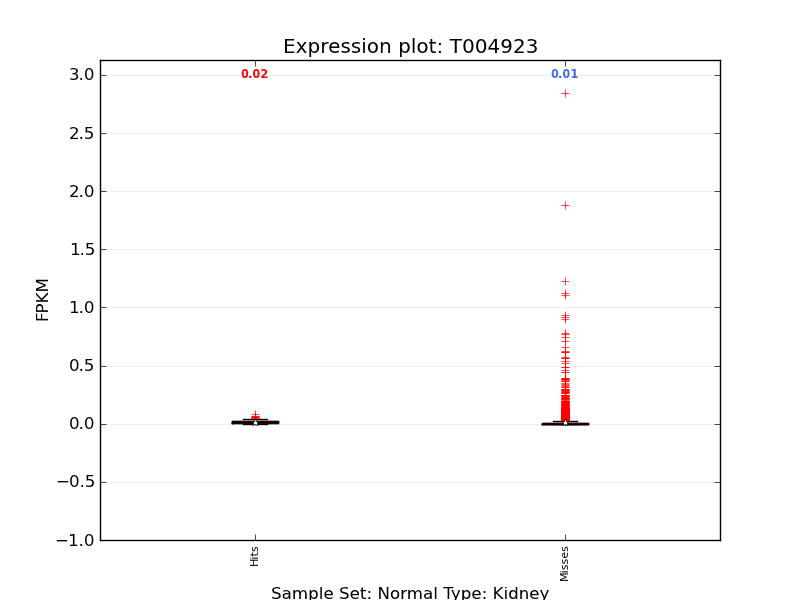 Expression plot: T004923
3.0
0.02
0.01
2.5
2.0
1.5
1.0
0.5
0.0
−0.5
−1.0
FPKM
Hits
Misses
Sample Set: Normal Type: Kidney